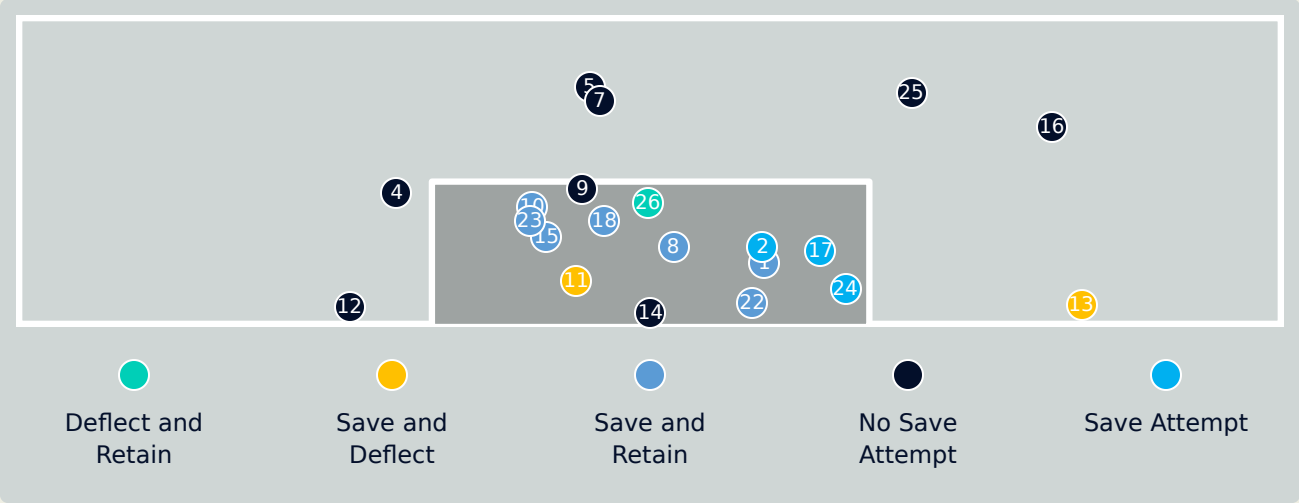 5
7
25
16
4
9
10
26
23
18
15
8
2
17
1
11
24
22
12
14
13
Deflect and
Retain
Save and
Deflect
Save and
Retain
No Save
Attempt
Save Attempt